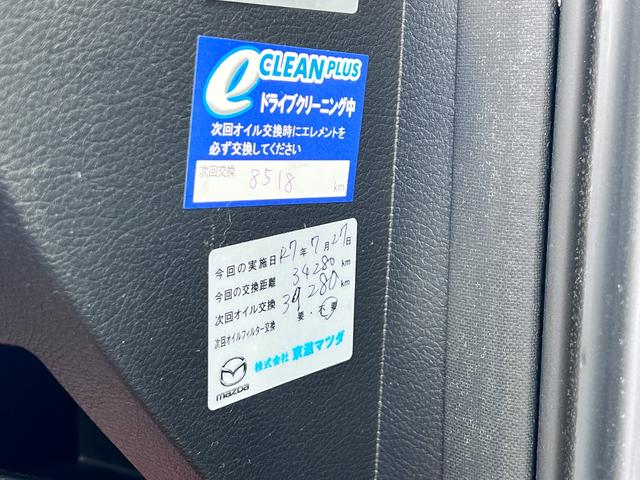 e CLEAN PLUS
ドライブクリーニング中
次回オイル交換時にエレメントを
必ず交換してください
次回交換 8518 km
今回の実施日 R7年7月27日
今回の交換距離 34280 km
次回オイル交換 39280 km
次回オイルフィルター交換 要・不要
mazda 株式会社 京滋マツダ